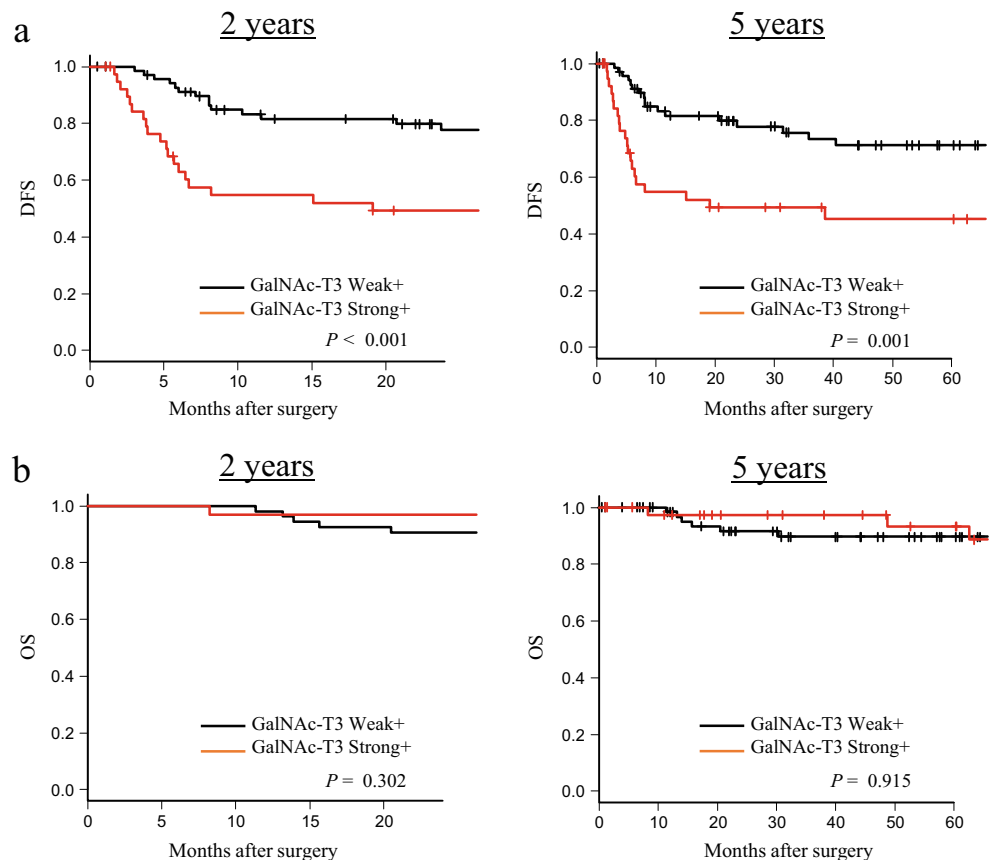 a
2 years
5 years
1.0
0.8
0.6
0.4
0.2
0.0
DFS
GalNAc-T3 Weak+
GalNAc-T3 Strong+
P < 0.001
0 5 10 15 20
Months after surgery
1.0
0.8
0.6
0.4
0.2
0.0
DFS
GalNAc-T3 Weak+
GalNAc-T3 Strong+
P = 0.001
0 10 20 30 40 50 60
Months after surgery
b
2 years
5 years
1.0
0.8
0.6
0.4
0.2
0.0
OS
GalNAc-T3 Weak+
GalNAc-T3 Strong+
P = 0.302
0 5 10 15 20
Months after surgery
1.0
0.8
0.6
0.4
0.2
0.0
OS
GalNAc-T3 Weak+
GalNAc-T3 Strong+
P = 0.915
0 10 20 30 40 50 60
Months after surgery